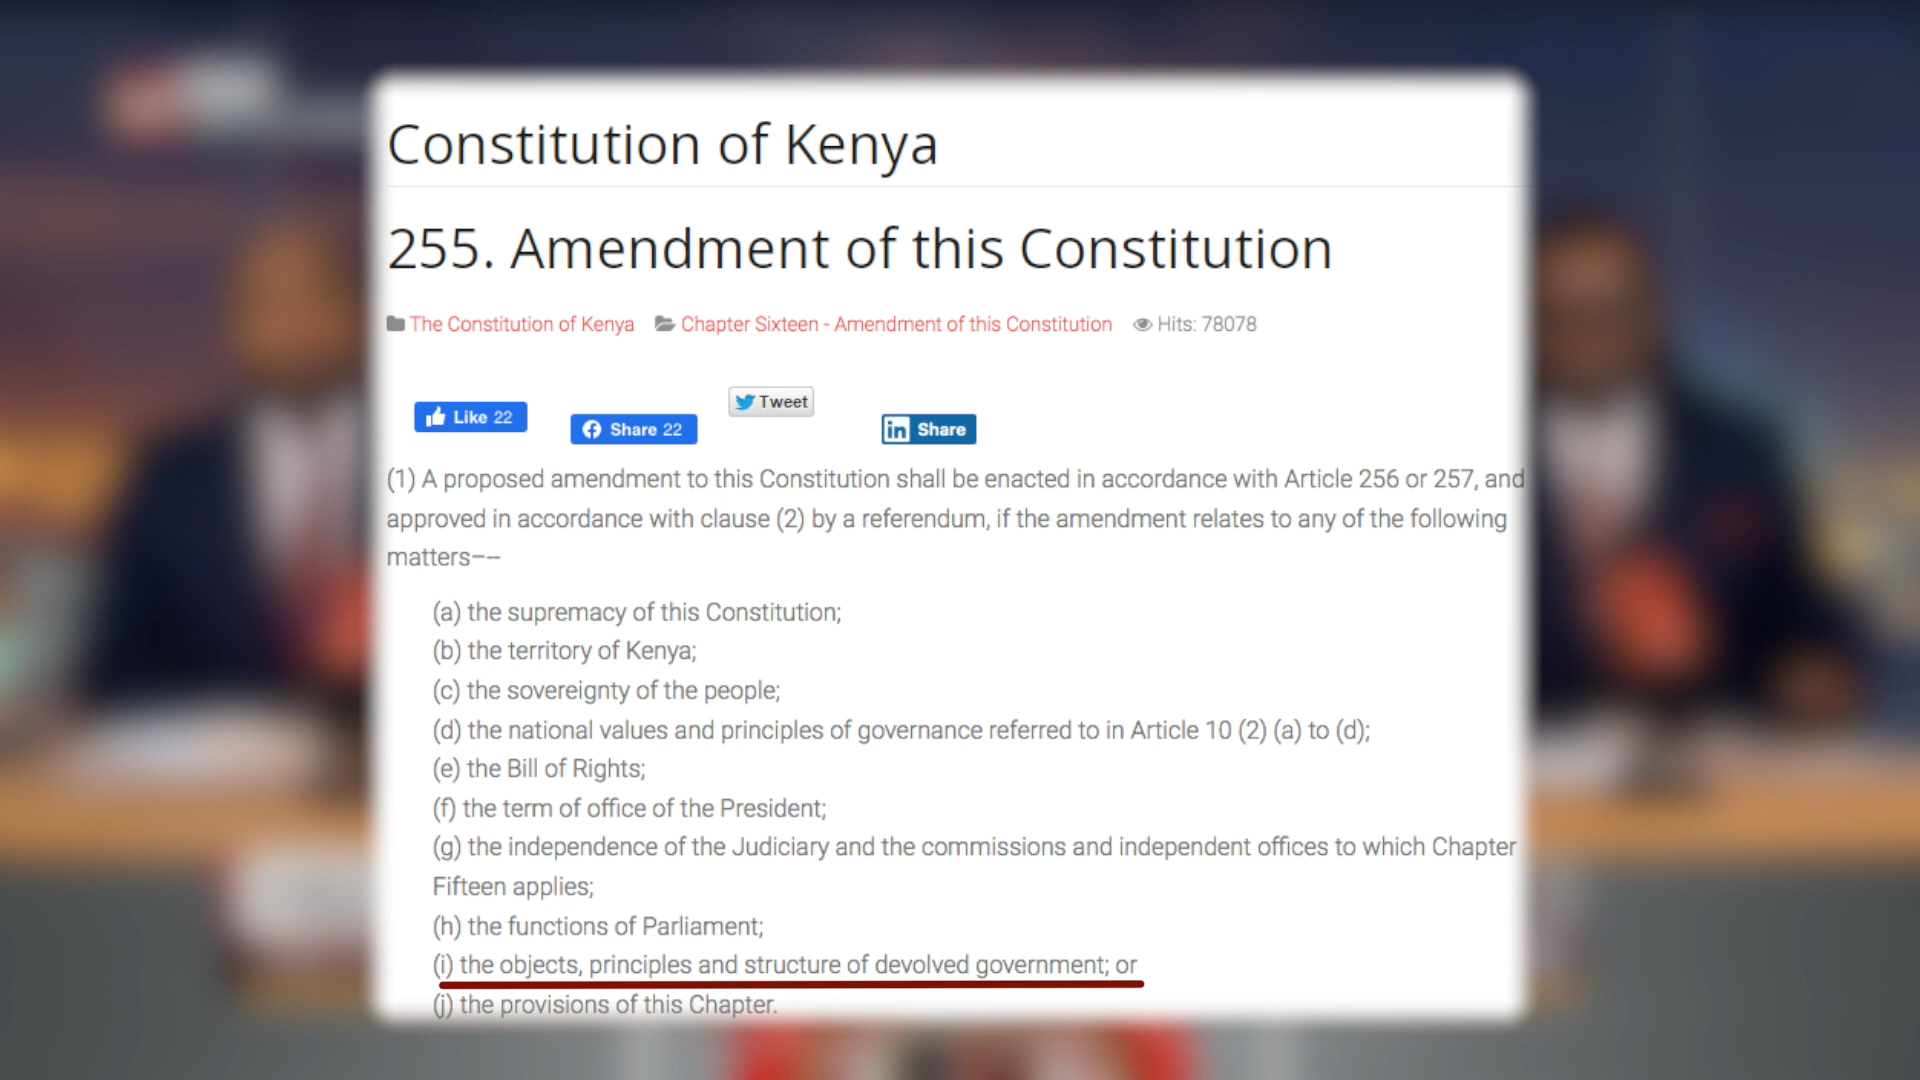 Constitution of Kenya
255. Amendment of this Constitution
The Constitution of Kenya Chapter Sixteen - Amendment of this Constitution Hits: 78078
Like 22 Share 22 Tweet Share
(1) A proposed amendment to this Constitution shall be enacted in accordance with Article 256 or 257, and
approved in accordance with clause (2) by a referendum, if the amendment relates to any of the following
matters−--
(a) the supremacy of this Constitution;
(b) the territory of Kenya;
(c) the sovereignty of the people;
(d) the national values and principles of governance referred to in Article 10 (2) (a) to (d);
(e) the Bill of Rights;
(f) the term of office of the President;
(g) the independence of the Judiciary and the commissions and independent offices to which Chapter
Fifteen applies;
(h) the functions of Parliament;
(i) the objects, principles and structure of devolved government; or
(j) the provisions of this Chapter.